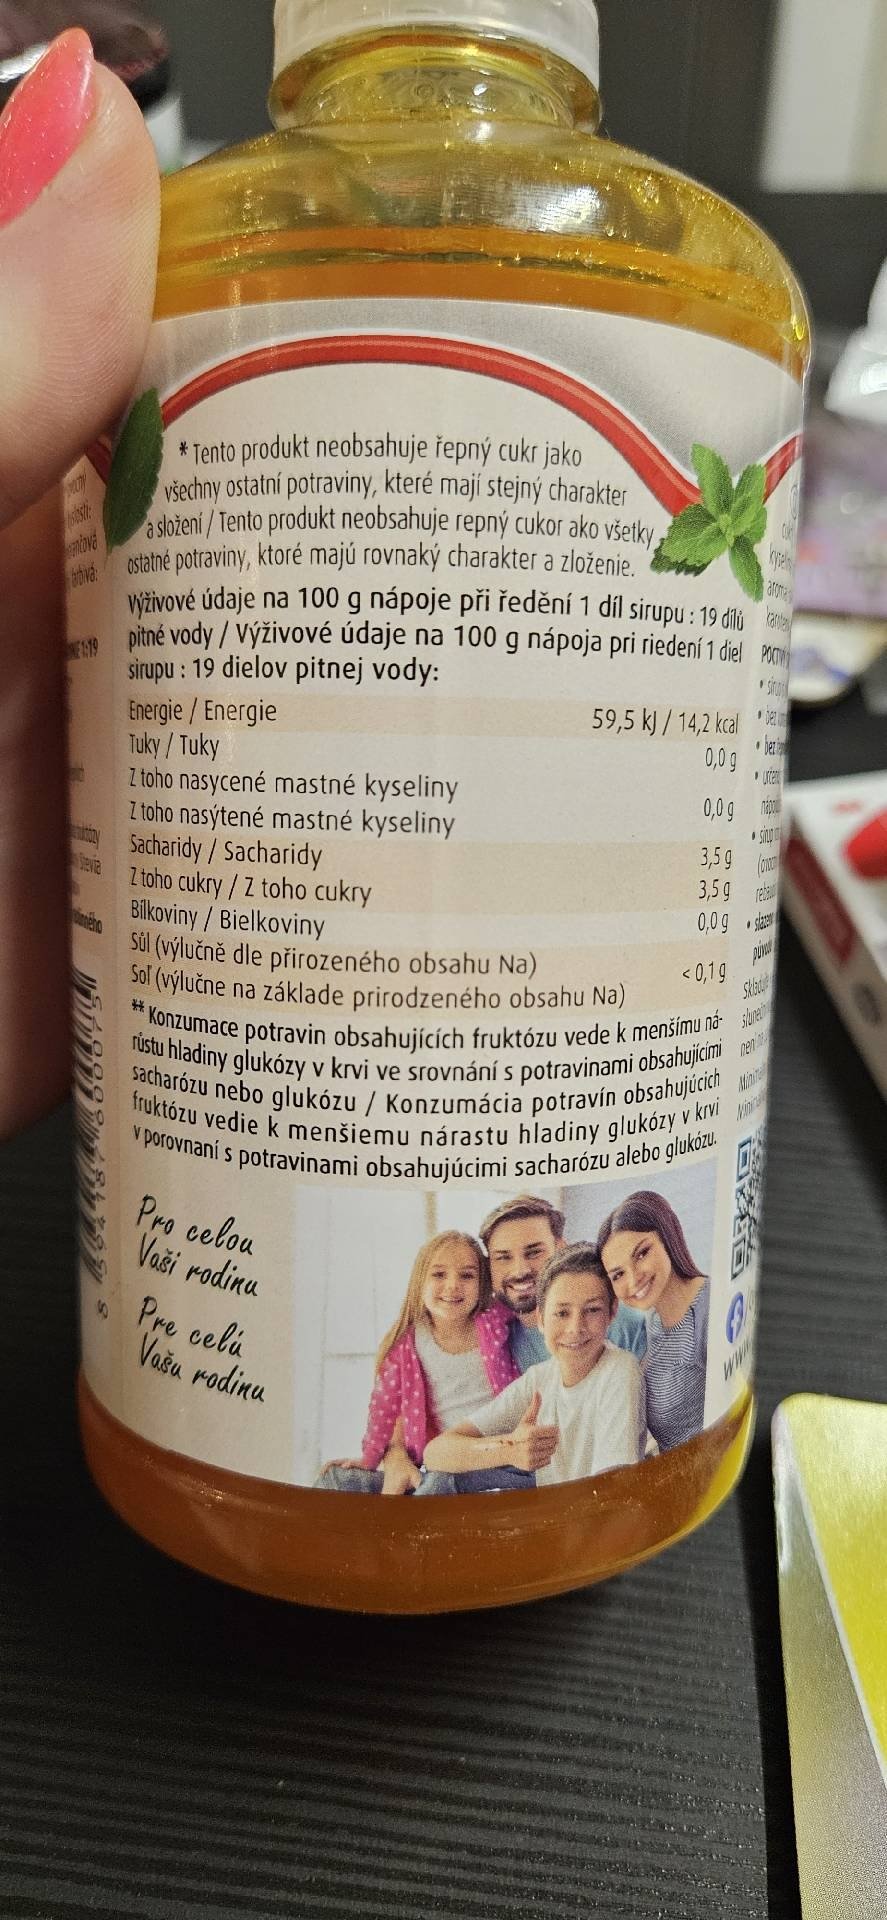 * Tento produkt neobsahuje řepný cukr jako
všechny ostatní potraviny, které mají stejný charakter
a složení / Tento produkt neobsahuje repný cukor ako všetky
ostatné potraviny, ktoré majú rovnaký charakter a zloženie.
Výživové údaje na 100 g nápoje při ředění 1 díl sirupu : 19 dílů
pitné vody / Výživové údaje na 100 g nápoja pri riedení 1 diel
sirupu : 19 dielov pitnej vody:
Energie / Energie 59,5 kJ / 14,2 kcal
Tuky / Tuky 0,0 g
Z toho nasycené mastné kyseliny
Z toho nasýtené mastné kyseliny 0,0 g
Sacharidy / Sacharidy 3,5 g
Z toho cukry / Z toho cukry 3,5 g
Bílkoviny / Bielkoviny 0,0 g
Sůl (výlučně dle přirozeného obsahu Na)
Soľ (výlučne na základe prirodzeného obsahu Na) < 0,1 g
** Konzumace potravin obsahujících fruktózu vede k menšímu ná-
růstu hladiny glukózy v krvi ve srovnání s potravinami obsahujícími
sacharózu nebo glukózu / Konzumácia potravín obsahujúcich
fruktózu vedie k menšiemu nárastu hladiny glukózy v krvi
v porovnaní s potravinami obsahujúcimi sacharózu alebo glukózu.
Pro celou
Vaši rodinu
Pre celú
Vašu rodinu